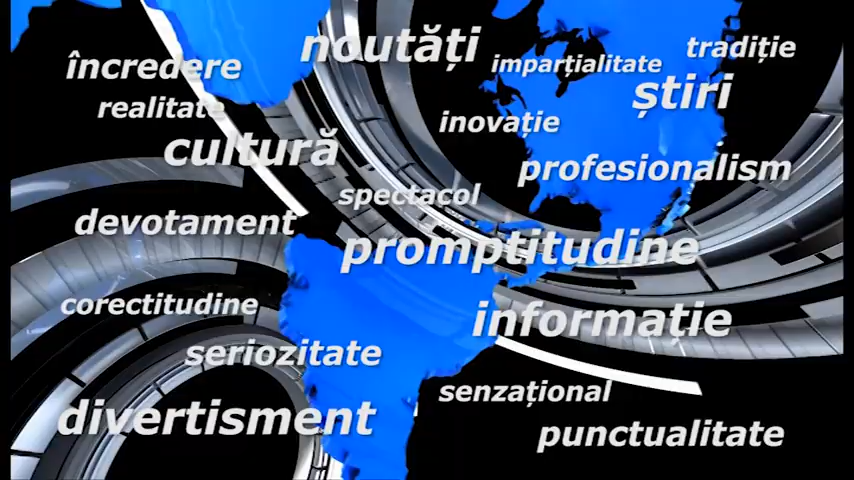 noutăți
tradiție
încredere
imparțialitate
știri
realitate
inovație
cultură
profesionalism
spectacol
devotament
promptitudine
corectitudine
informație
seriozitate
senzațional
divertisment
punctualitate